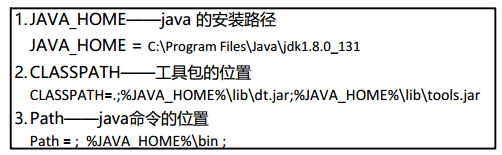 1.JAVA_HOME——java 的安装路径
JAVA_HOME = C:\Program Files\Java\jdk1.8.0_131
2.CLASSPATH——工具包的位置
CLASSPATH=.;%JAVA_HOME%\lib\dt.jar;%JAVA_HOME%\lib\tools.jar
3.Path——java命令的位置
Path = ; %JAVA_HOME%\bin ;